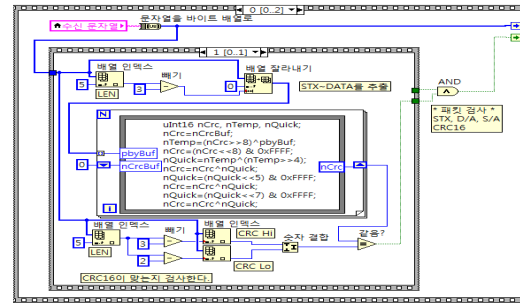 0 [0..2]
문자열을 바이트 배열로
수신 문자열
1 [0..1]
배열 인덱스
배열 잘라내기
빼기
5
LEN
3
0
STX~DATA를 추출
AND
* 패킷 검사 *
STX, D/A, S/A
CRC16
N
uInt16 nCrc, nTemp, nQuick;
nCrc=nCrcBuf;
nTemp=(nCrc>>8)^pbyBuf;
nCrc=(nCrc<<8) & 0xFFFF;
nQuick=nTemp^(nTemp>>4);
nCrc=nCrc^nQuick;
nQuick=(nQuick<<5) & 0xFFFF;
nCrc=nCrc^nQuick;
nQuick=(nQuick<<7) & 0xFFFF;
nCrc=nCrc^nQuick;
pbyBuf
0
nCrcBuf
nCrc
i
배열 인덱스
빼기
배열 인덱스
CRC Hi
숫자 결합
같음?
5
LEN
3
2
CRC Lo
CRC16이 맞는지 검사한다.